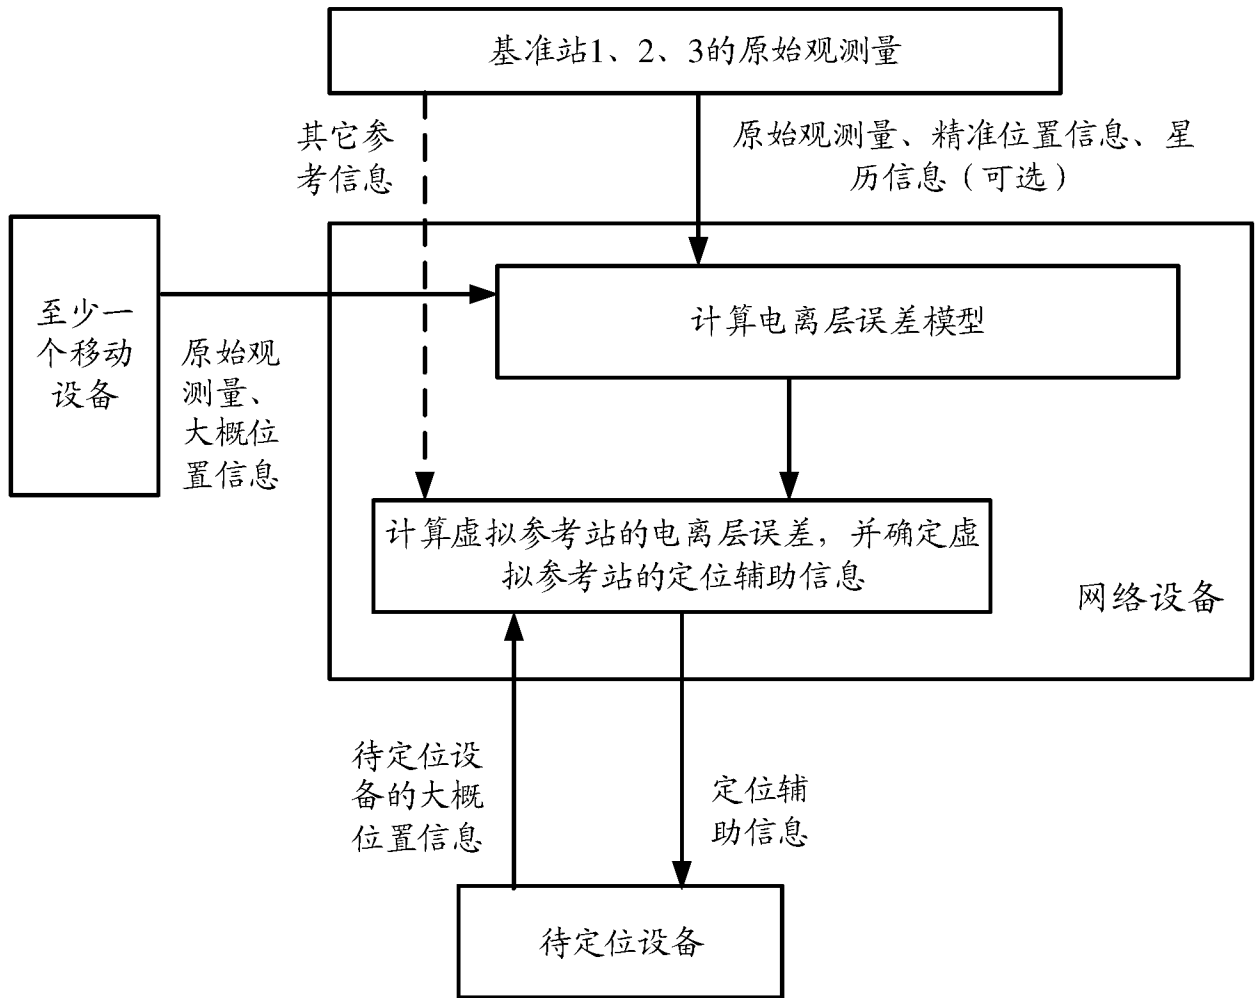 基准站1、2、3的原始观测量
其它参
考信息
原始观测量、精准位置信息、星
历信息（可选）
至少一
个移动
设备
原始观
测量、
大概位
置信息
计算电离层误差模型
计算虚拟参考站的电离层误差，并确定虚
拟参考站的定位辅助信息
网络设备
待定位设
备的大概
位置信息
定位辅
助信息
待定位设备